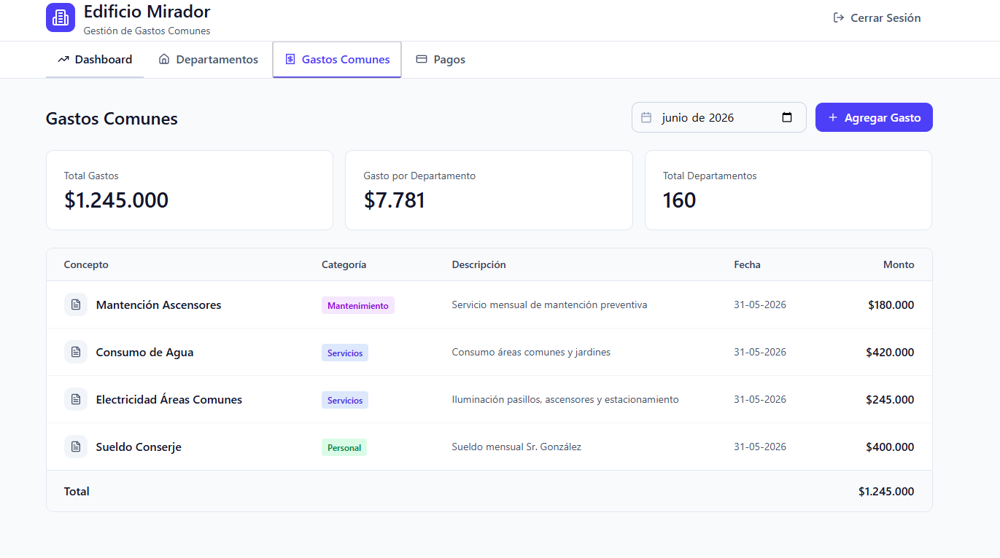 Edificio Mirador
Gestión de Gastos Comunes
Cerrar Sesión
Dashboard Departamentos Gastos Comunes Pagos
Gastos Comunes
junio de 2026
Agregar Gasto
Total Gastos
$1.245.000
Gasto por Departamento
$7.781
Total Departamentos
160
Concepto Categoría Descripción Fecha Monto
Mantención Ascensores Mantenimiento Servicio mensual de mantención preventiva 31-05-2026 $180.000
Consumo de Agua Servicios Consumo áreas comunes y jardines 31-05-2026 $420.000
Electricidad Áreas Comunes Servicios Iluminación pasillos, ascensores y estacionamiento 31-05-2026 $245.000
Sueldo Conserje Personal Sueldo mensual Sr. González 31-05-2026 $400.000
Total $1.245.000